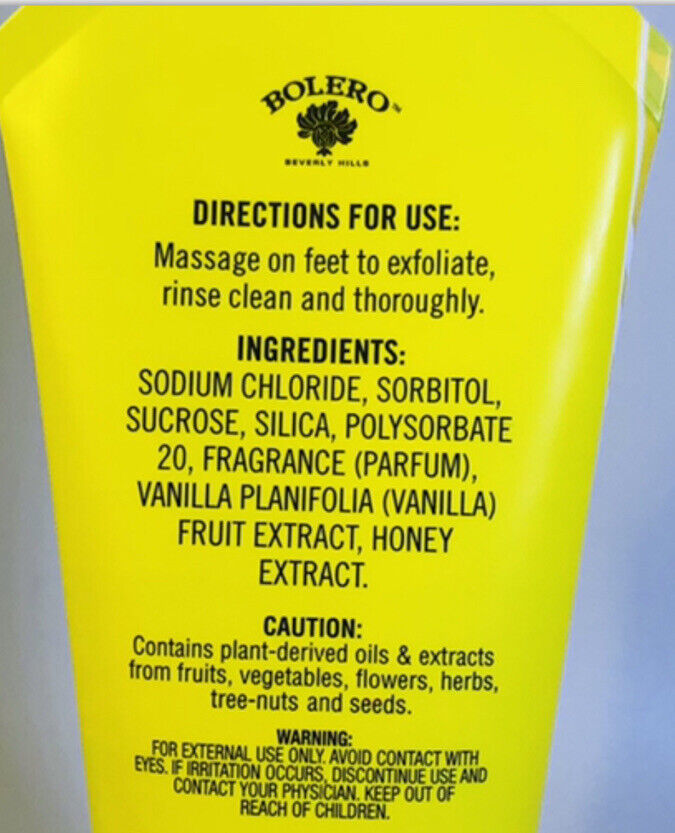 BOLERO™
BEVERLY HILLS
DIRECTIONS FOR USE:
Massage on feet to exfoliate,
rinse clean and thoroughly.
INGREDIENTS:
SODIUM CHLORIDE, SORBITOL,
SUCROSE, SILICA, POLYSORBATE
20, FRAGRANCE (PARFUM),
VANILLA PLANIFOLIA (VANILLA)
FRUIT EXTRACT, HONEY
EXTRACT.
CAUTION:
Contains plant-derived oils & extracts
from fruits, vegetables, flowers, herbs,
tree-nuts and seeds.
WARNING:
FOR EXTERNAL USE ONLY. AVOID CONTACT WITH
EYES. IF IRRITATION OCCURS, DISCONTINUE USE AND
CONTACT YOUR PHYSICIAN. KEEP OUT OF
REACH OF CHILDREN.